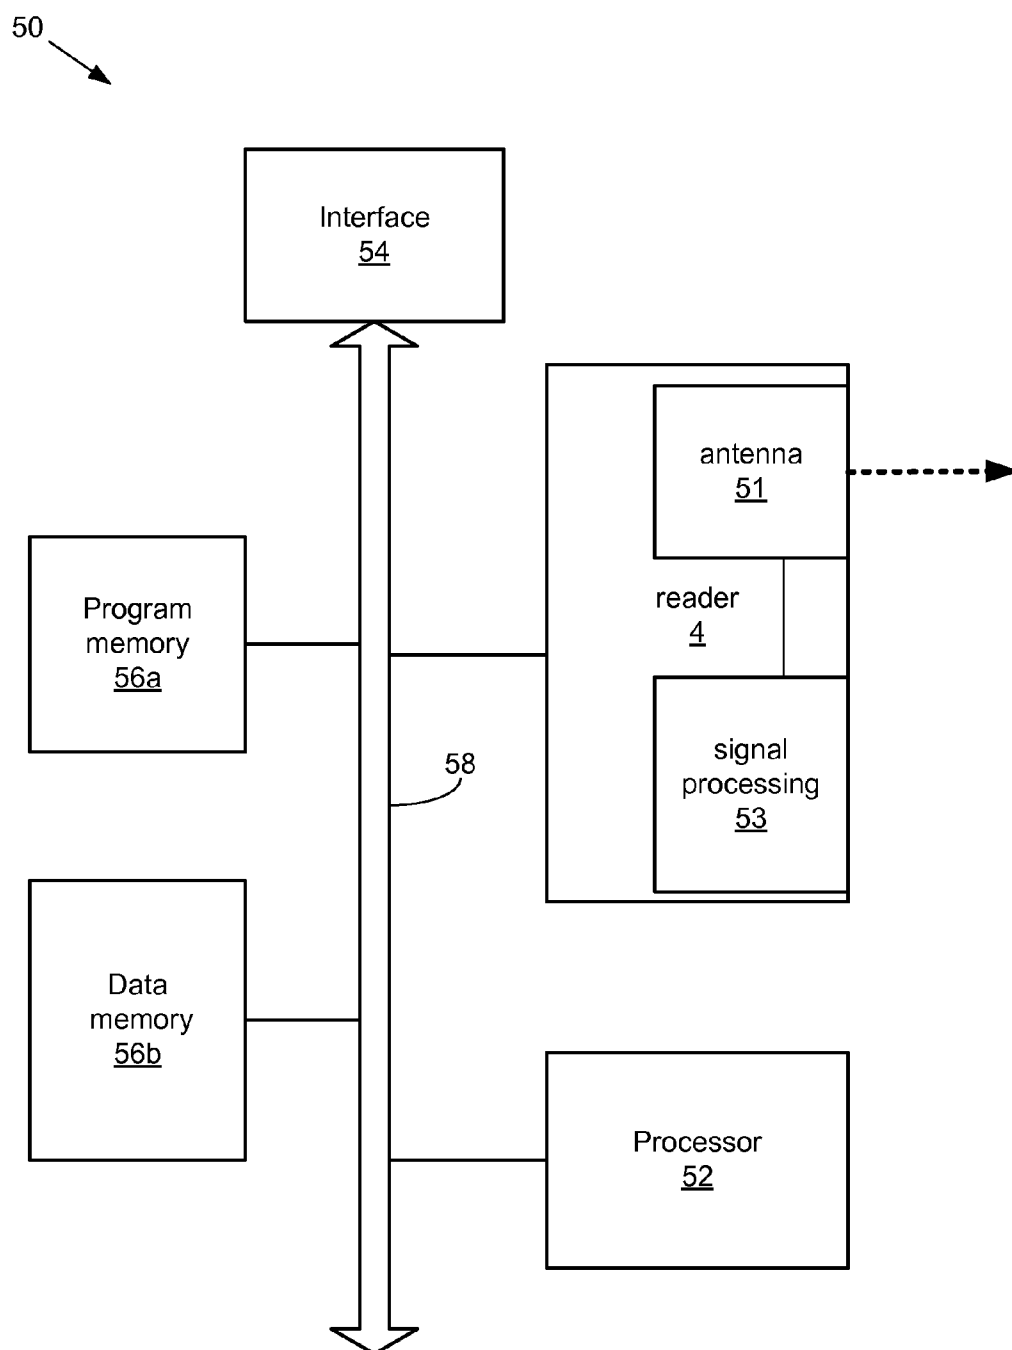 50
Interface
54
antenna
51
reader
4
Program
memory
56a
signal
processing
53
58
Data
memory
56b
Processor
52